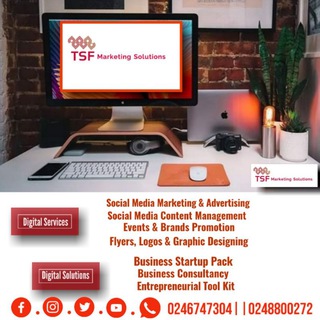 TSF Marketing Solutions
TSF Marketing Solutions
Digital Services
Social Media Marketing & Advertising
Social Media Content Management
Events & Brands Promotion
Flyers, Logos & Graphic Designing
Digital Solutions
Business Startup Pack
Business Consultancy
Entrepreneurial Tool Kit
0246747304||0248800272